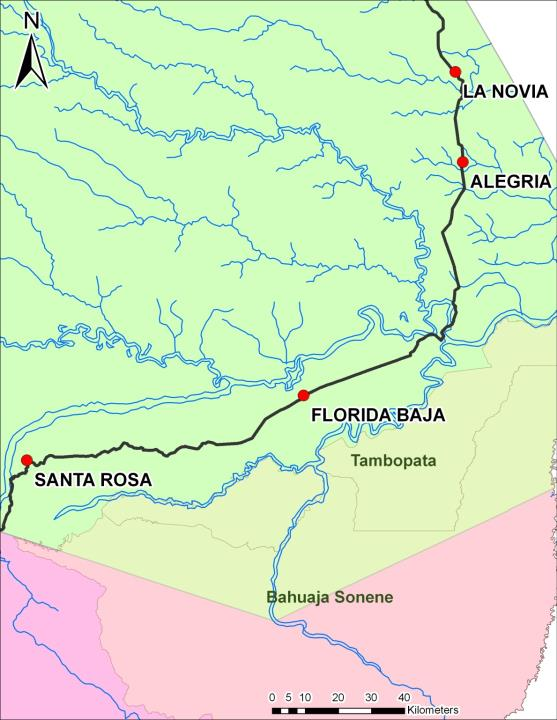 N
LA NOVIA
ALEGRIA
FLORIDA BAJA
Tambopata
SANTA ROSA
Bahuaja Sonene
0 5 10 20 30 40
Kilometers